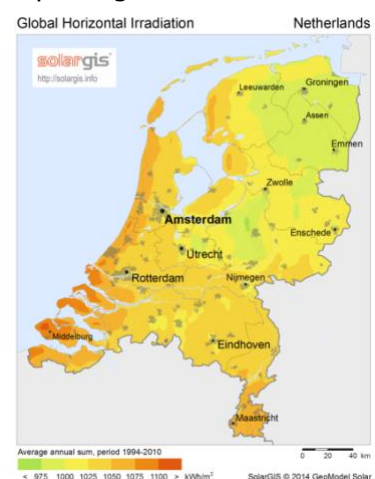 Global Horizontal Irradiation Netherlands
solargis
http://solargis.info
Leeuwarden
Groningen
Assen
Emmen
Zwolle
Amsterdam
Enschede
Utrecht
Rotterdam
Nijmegen
Middelburg
Eindhoven
Maastricht
Average annual sum, period 1994-2010
0 20 40 km
< 975 1000 1025 1050 1075 1100 > kWh/m²
SolarGIS © 2014 GeoModel Solar